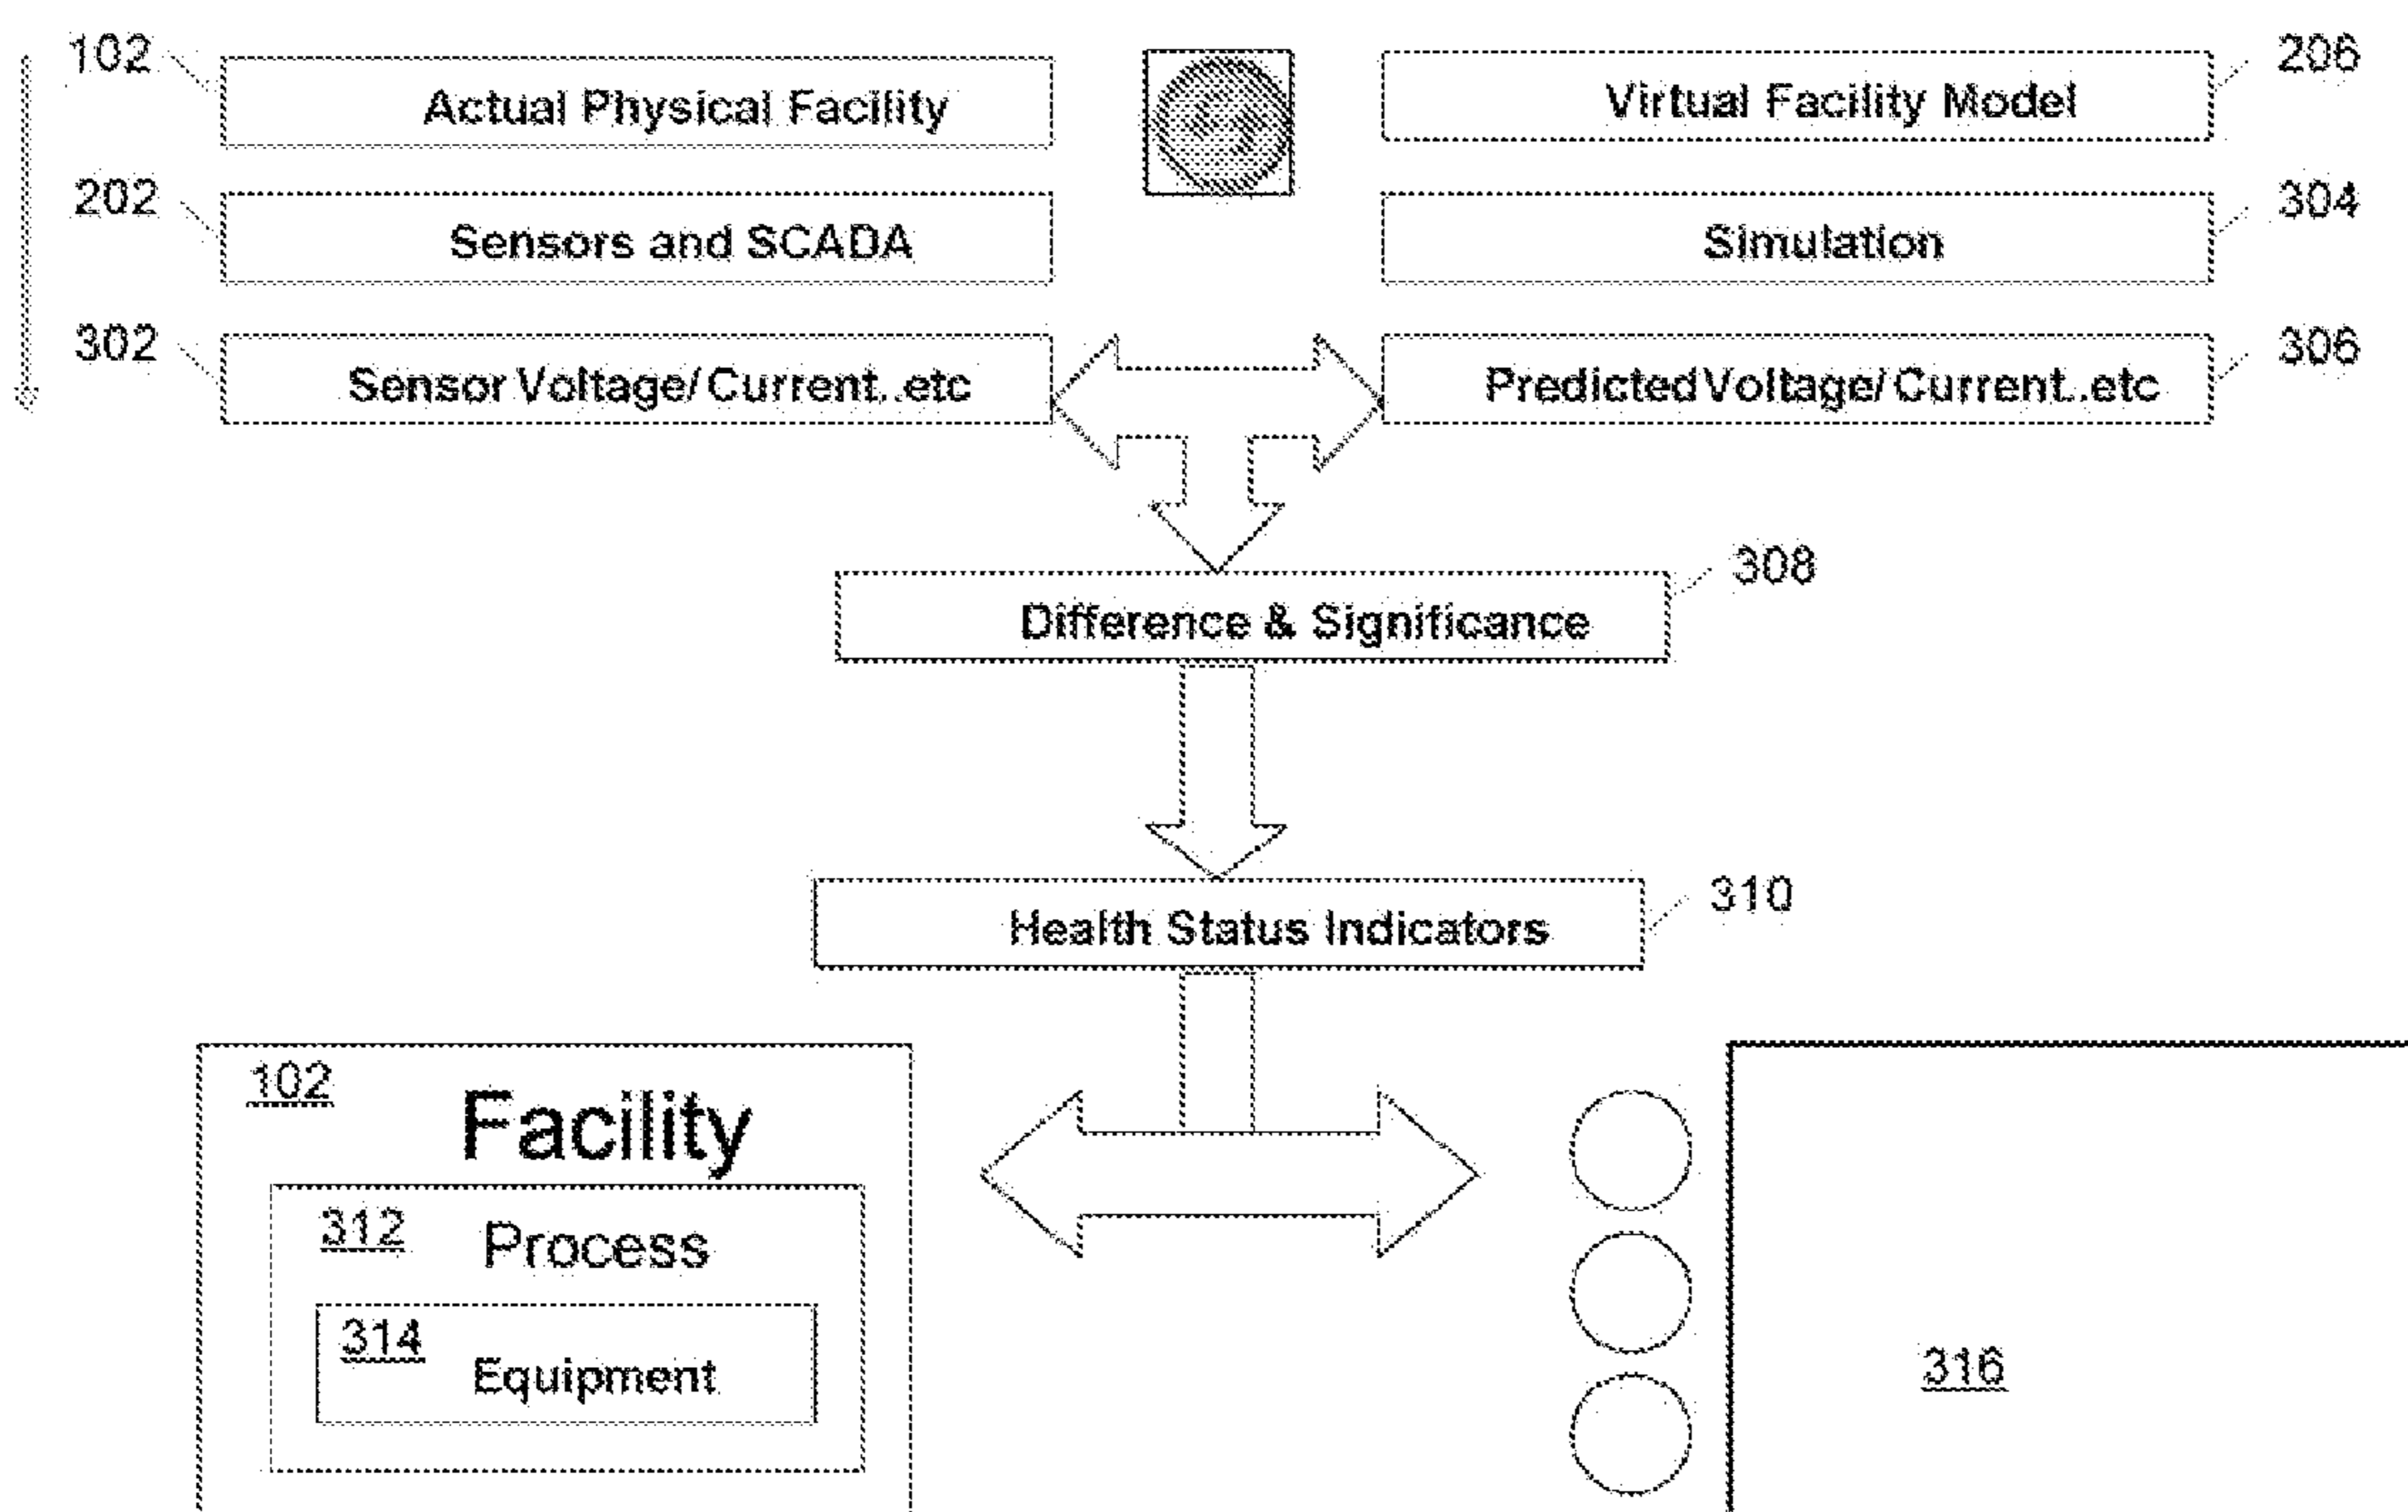 102 Actual Physical Facility Virtual Facility Model 206
202 Sensors and SCADA Simulation 304
302 Sensor Voltage/Current..etc Predicted Voltage/Current..etc 306
Difference & Significance 308
Health Status Indicators 310
102 Facility
312 Process
314 Equipment
316